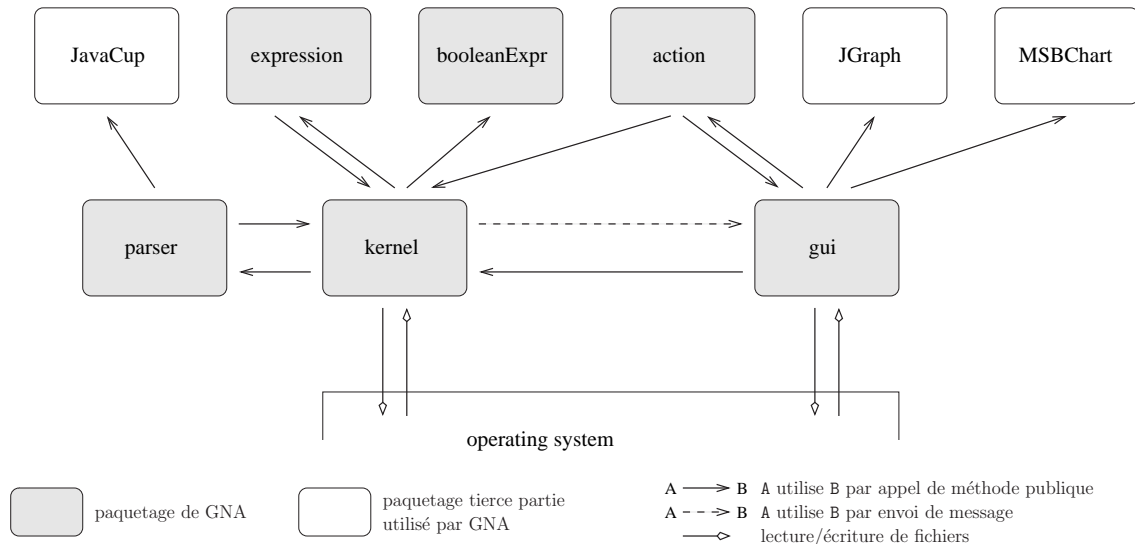 JavaCup
expression
booleanExpr
action
JGraph
MSBChart
parser
kernel
gui
operating system
paquetage de GNA
paquetage tierce partie
utilisé par GNA
A B A utilise B par appel de méthode publique
A B A utilise B par envoi de message
lecture/écriture de fichiers